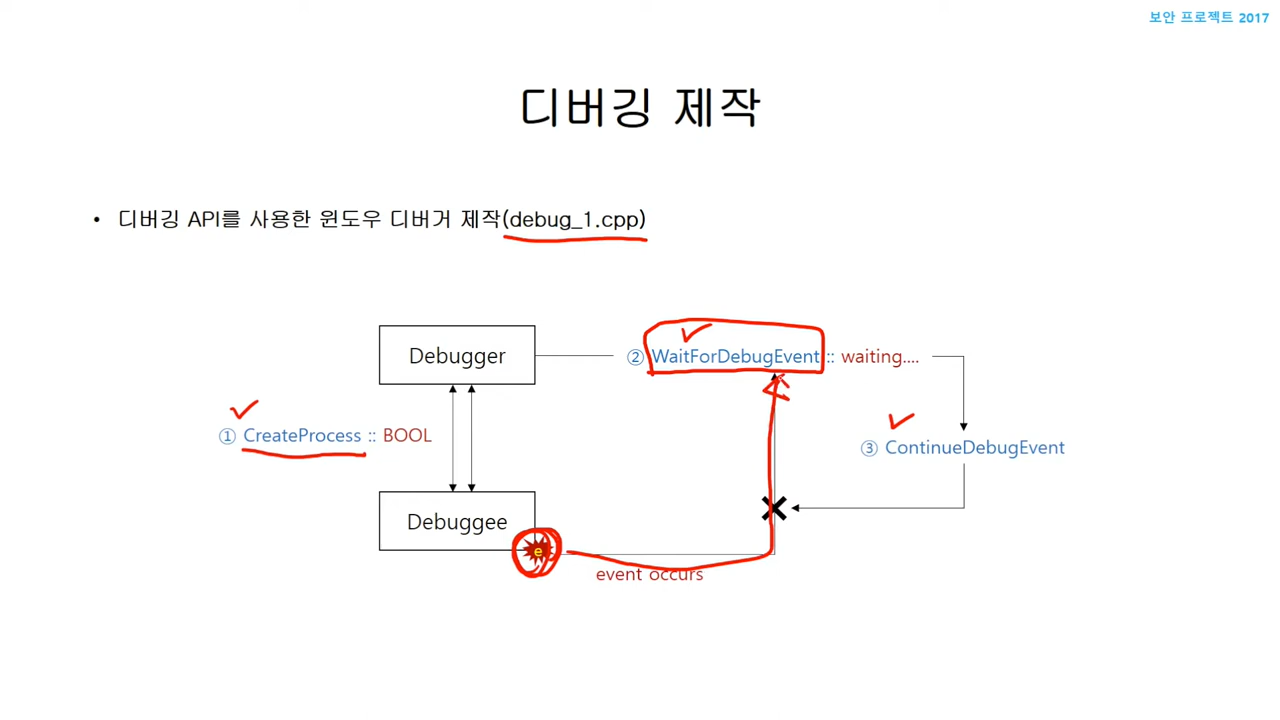 보안 프로젝트 2017
디버깅 제작
• 디버깅 API를 사용한 윈도우 디버거 제작(debug_1.cpp)
Debugger
② WaitForDebugEvent :: waiting....
① CreateProcess :: BOOL
③ ContinueDebugEvent
Debuggee
e
event occurs